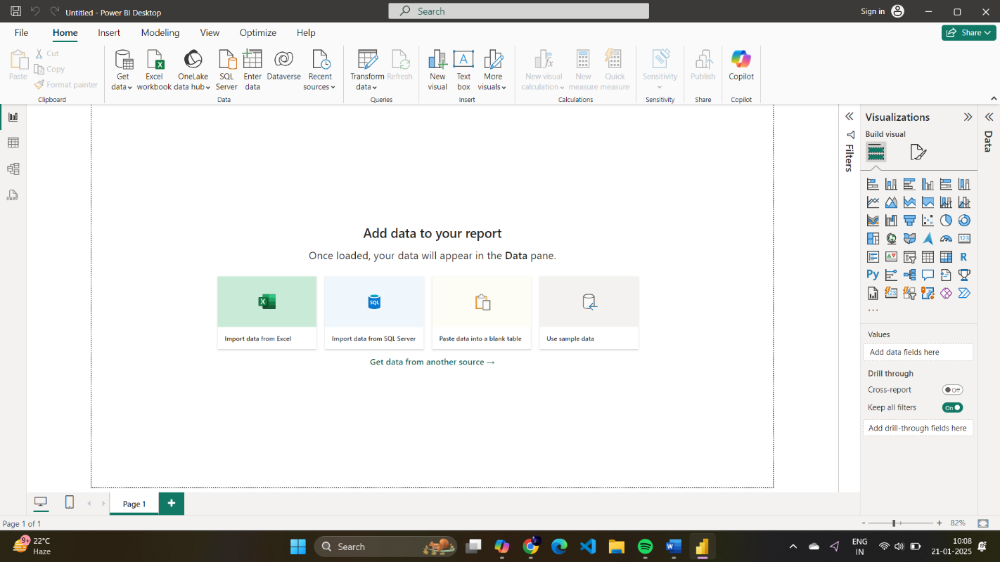 Untitled - Power BI Desktop
Search
Sign in
File Home Insert Modeling View Optimize Help
Share
Paste
Cut
Copy
Format painter
Clipboard
Get data
Excel workbook
OneLake data hub
SQL Server
Enter data
Dataverse
Recent sources
Data
Transform data
Refresh
Queries
New visual
Text box
More visuals
Insert
New visual calculation
New measure
Quick measure
Calculations
Sensitivity
Sensitivity
Publish
Share
Copilot
Copilot
Add data to your report
Once loaded, your data will appear in the Data pane.
Import data from Excel
SQL
Import data from SQL Server
Paste data into a blank table
Use sample data
Get data from another source →
Filters
Visualizations
Build visual
123
R
Py
123
Values
Add data fields here
Drill through
Cross-report
Off
Keep all filters
On
Add drill-through fields here
Data
DAX
Page 1
Page 1 of 1
- + 82%
9+
22°C
Haze
Search
ENG
IN
10:08
21-01-2025